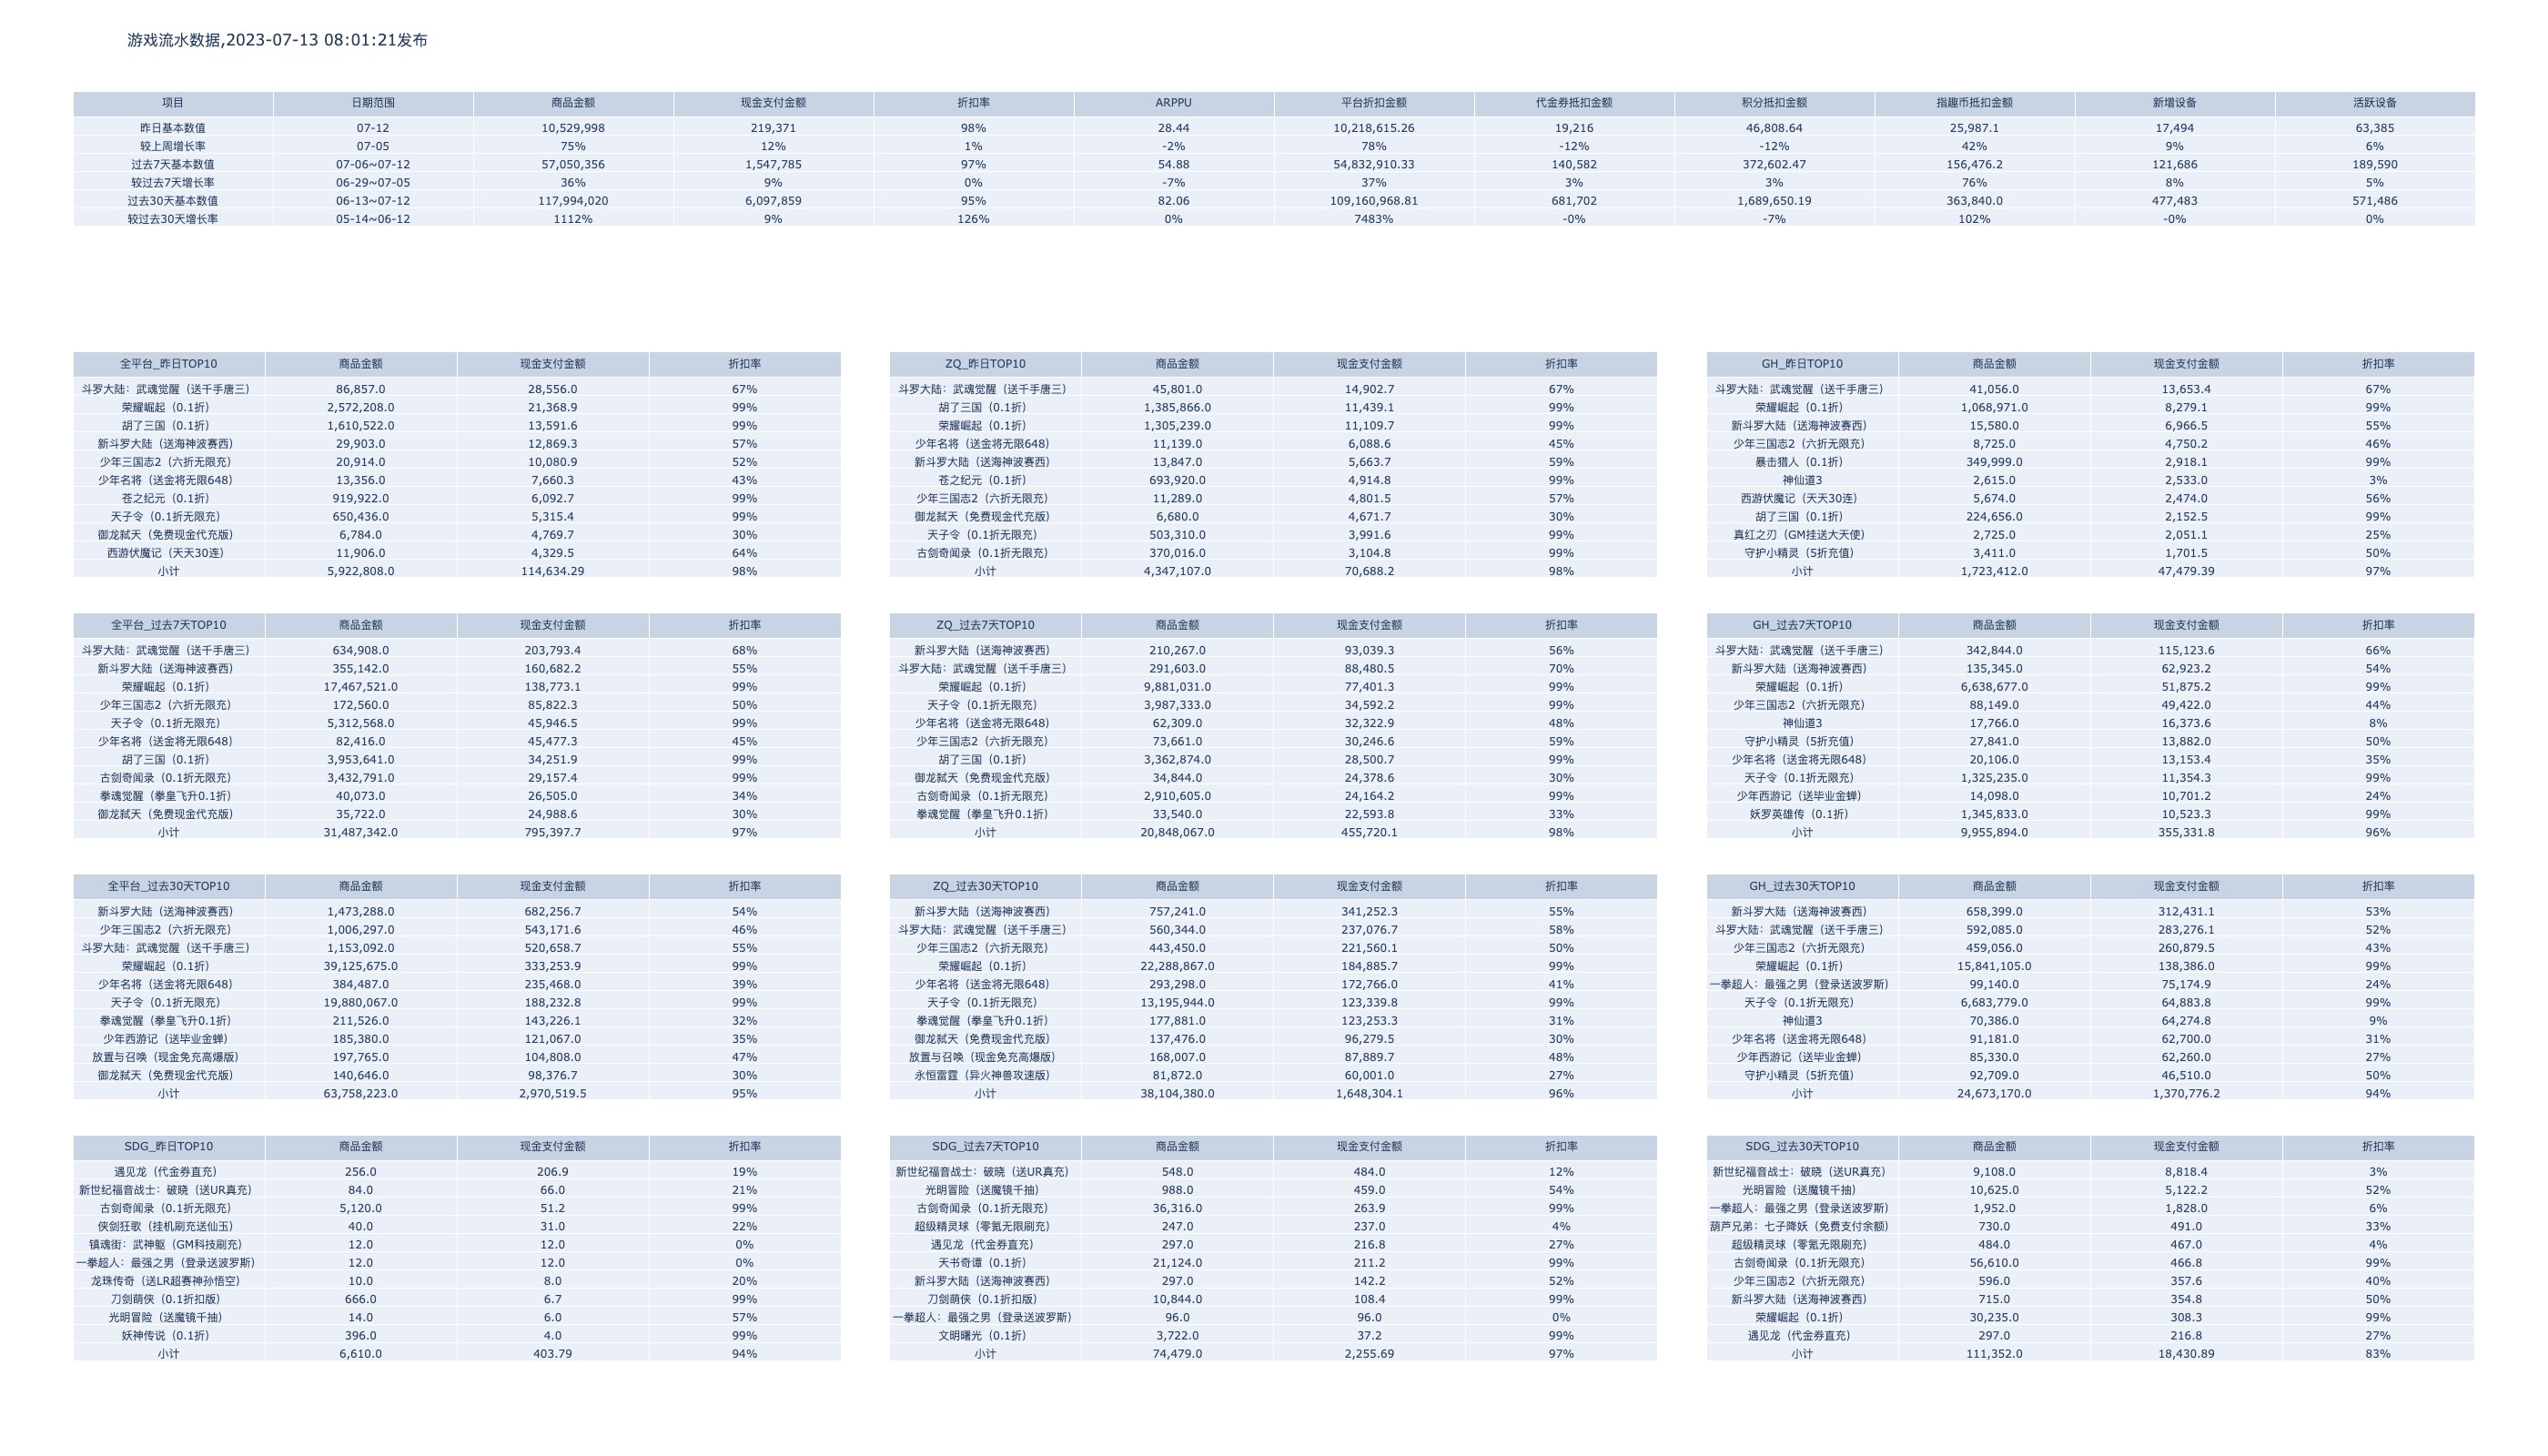 游戏流水数据,2023-07-13 08:01:21发布
项目 日期范围 商品金额 现金支付金额 折扣率 ARPPU 平台折扣金额 代金券抵扣金额 积分抵扣金额 指趣币抵扣金额 新增设备 活跃设备
昨日基本数值 07-12 10,529,998 219,371 98% 28.44 10,218,615.26 19,216 46,808.64 25,987.1 17,494 63,385
较上周增长率 07-05 75% 12% 1% -2% 78% -12% -12% 42% 9% 6%
过去7天基本数值 07-06~07-12 57,050,356 1,547,785 97% 54.88 54,832,910.33 140,582 372,602.47 156,476.2 121,686 189,590
较过去7天增长率 06-29~07-05 36% 9% 0% -7% 37% 3% 3% 76% 8% 5%
过去30天基本数值 06-13~07-12 117,994,020 6,097,859 95% 82.06 109,160,968.81 681,702 1,689,650.19 363,840.0 477,483 571,486
较过去30天增长率 05-14~06-12 1112% 9% 126% 0% 7483% -0% -7% 102% -0% 0%
全平台_昨日TOP10 商品金额 现金支付金额 折扣率
斗罗大陆：武魂觉醒（送千手唐三） 86,857.0 28,556.0 67%
荣耀崛起（0.1折） 2,572,208.0 21,368.9 99%
胡了三国（0.1折） 1,610,522.0 13,591.6 99%
新斗罗大陆（送海神波赛西） 29,903.0 12,869.3 57%
少年三国志2（六折无限充） 20,914.0 10,080.9 52%
少年名将（送金将无限648） 13,356.0 7,660.3 43%
苍之纪元（0.1折） 919,922.0 6,092.7 99%
天子令（0.1折无限充） 650,436.0 5,315.4 99%
御龙弑天（免费现金代充版） 6,784.0 4,769.7 30%
西游伏魔记（天天30连） 11,906.0 4,329.5 64%
小计 5,922,808.0 114,634.29 98%
ZQ_昨日TOP10 商品金额 现金支付金额 折扣率
斗罗大陆：武魂觉醒（送千手唐三） 45,801.0 14,902.7 67%
胡了三国（0.1折） 1,385,866.0 11,439.1 99%
荣耀崛起（0.1折） 1,305,239.0 11,109.7 99%
少年名将（送金将无限648） 11,139.0 6,088.6 45%
新斗罗大陆（送海神波赛西） 13,847.0 5,663.7 59%
苍之纪元（0.1折） 693,920.0 4,914.8 99%
少年三国志2（六折无限充） 11,289.0 4,801.5 57%
御龙弑天（免费现金代充版） 6,680.0 4,671.7 30%
天子令（0.1折无限充） 503,310.0 3,991.6 99%
古剑奇闻录（0.1折无限充） 370,016.0 3,104.8 99%
小计 4,347,107.0 70,688.2 98%
GH_昨日TOP10 商品金额 现金支付金额 折扣率
斗罗大陆：武魂觉醒（送千手唐三） 41,056.0 13,653.4 67%
荣耀崛起（0.1折） 1,068,971.0 8,279.1 99%
新斗罗大陆（送海神波赛西） 15,580.0 6,966.5 55%
少年三国志2（六折无限充） 8,725.0 4,750.2 46%
暴击猎人（0.1折） 349,999.0 2,918.1 99%
神仙道3 2,615.0 2,533.0 3%
西游伏魔记（天天30连） 5,674.0 2,474.0 56%
胡了三国（0.1折） 224,656.0 2,152.5 99%
真红之刃（GM挂送大天使） 2,725.0 2,051.1 25%
守护小精灵（5折充值） 3,411.0 1,701.5 50%
小计 1,723,412.0 47,479.39 97%
全平台_过去7天TOP10 商品金额 现金支付金额 折扣率
斗罗大陆：武魂觉醒（送千手唐三） 634,908.0 203,793.4 68%
新斗罗大陆（送海神波赛西） 355,142.0 160,682.2 55%
荣耀崛起（0.1折） 17,467,521.0 138,773.1 99%
少年三国志2（六折无限充） 172,560.0 85,822.3 50%
天子令（0.1折无限充） 5,312,568.0 45,946.5 99%
少年名将（送金将无限648） 82,416.0 45,477.3 45%
胡了三国（0.1折） 3,953,641.0 34,251.9 99%
古剑奇闻录（0.1折无限充） 3,432,791.0 29,157.4 99%
拳魂觉醒（拳皇飞升0.1折） 40,073.0 26,505.0 34%
御龙弑天（免费现金代充版） 35,722.0 24,988.6 30%
小计 31,487,342.0 795,397.7 97%
ZQ_过去7天TOP10 商品金额 现金支付金额 折扣率
新斗罗大陆（送海神波赛西） 210,267.0 93,039.3 56%
斗罗大陆：武魂觉醒（送千手唐三） 291,603.0 88,480.5 70%
荣耀崛起（0.1折） 9,881,031.0 77,401.3 99%
天子令（0.1折无限充） 3,987,333.0 34,592.2 99%
少年名将（送金将无限648） 62,309.0 32,322.9 48%
少年三国志2（六折无限充） 73,661.0 30,246.6 59%
胡了三国（0.1折） 3,362,874.0 28,500.7 99%
御龙弑天（免费现金代充版） 34,844.0 24,378.6 30%
古剑奇闻录（0.1折无限充） 2,910,605.0 24,164.2 99%
拳魂觉醒（拳皇飞升0.1折） 33,540.0 22,593.8 33%
小计 20,848,067.0 455,720.1 98%
GH_过去7天TOP10 商品金额 现金支付金额 折扣率
斗罗大陆：武魂觉醒（送千手唐三） 342,844.0 115,123.6 66%
新斗罗大陆（送海神波赛西） 135,345.0 62,923.2 54%
荣耀崛起（0.1折） 6,638,677.0 51,875.2 99%
少年三国志2（六折无限充） 88,149.0 49,422.0 44%
神仙道3 17,766.0 16,373.6 8%
守护小精灵（5折充值） 27,841.0 13,882.0 50%
少年名将（送金将无限648） 20,106.0 13,153.4 35%
天子令（0.1折无限充） 1,325,235.0 11,354.3 99%
少年西游记（送毕业金蝉） 14,098.0 10,701.2 24%
妖罗英雄传（0.1折） 1,345,833.0 10,523.3 99%
小计 9,955,894.0 355,331.8 96%
全平台_过去30天TOP10 商品金额 现金支付金额 折扣率
新斗罗大陆（送海神波赛西） 1,473,288.0 682,256.7 54%
少年三国志2（六折无限充） 1,006,297.0 543,171.6 46%
斗罗大陆：武魂觉醒（送千手唐三） 1,153,092.0 520,658.7 55%
荣耀崛起（0.1折） 39,125,675.0 333,253.9 99%
少年名将（送金将无限648） 384,487.0 235,468.0 39%
天子令（0.1折无限充） 19,880,067.0 188,232.8 99%
拳魂觉醒（拳皇飞升0.1折） 211,526.0 143,226.1 32%
少年西游记（送毕业金蝉） 185,380.0 121,067.0 35%
放置与召唤（现金免充高爆版） 197,765.0 104,808.0 47%
御龙弑天（免费现金代充版） 140,646.0 98,376.7 30%
小计 63,758,223.0 2,970,519.5 95%
ZQ_过去30天TOP10 商品金额 现金支付金额 折扣率
新斗罗大陆（送海神波赛西） 757,241.0 341,252.3 55%
斗罗大陆：武魂觉醒（送千手唐三） 560,344.0 237,076.7 58%
少年三国志2（六折无限充） 443,450.0 221,560.1 50%
荣耀崛起（0.1折） 22,288,867.0 184,885.7 99%
少年名将（送金将无限648） 293,298.0 172,766.0 41%
天子令（0.1折无限充） 13,195,944.0 123,339.8 99%
拳魂觉醒（拳皇飞升0.1折） 177,881.0 123,253.3 31%
御龙弑天（免费现金代充版） 137,476.0 96,279.5 30%
放置与召唤（现金免充高爆版） 168,007.0 87,889.7 48%
永恒雷霆（异火神兽攻速版） 81,872.0 60,001.0 27%
小计 38,104,380.0 1,648,304.1 96%
GH_过去30天TOP10 商品金额 现金支付金额 折扣率
新斗罗大陆（送海神波赛西） 658,399.0 312,431.1 53%
斗罗大陆：武魂觉醒（送千手唐三） 592,085.0 283,276.1 52%
少年三国志2（六折无限充） 459,056.0 260,879.5 43%
荣耀崛起（0.1折） 15,841,105.0 138,386.0 99%
一拳超人：最强之男（登录送波罗斯） 99,140.0 75,174.9 24%
天子令（0.1折无限充） 6,683,779.0 64,883.8 99%
神仙道3 70,386.0 64,274.8 9%
少年名将（送金将无限648） 91,181.0 62,700.0 31%
少年西游记（送毕业金蝉） 85,330.0 62,260.0 27%
守护小精灵（5折充值） 92,709.0 46,510.0 50%
小计 24,673,170.0 1,370,776.2 94%
SDG_昨日TOP10 商品金额 现金支付金额 折扣率
遇见龙（代金券直充） 256.0 206.9 19%
新世纪福音战士：破晓（送UR真充） 84.0 66.0 21%
古剑奇闻录（0.1折无限充） 5,120.0 51.2 99%
侠剑狂歌（挂机刷充送仙玉） 40.0 31.0 22%
镇魂街：武神躯（GM科技刷充） 12.0 12.0 0%
一拳超人：最强之男（登录送波罗斯） 12.0 12.0 0%
龙珠传奇（送LR超赛神孙悟空） 10.0 8.0 20%
刀剑萌侠（0.1折扣版） 666.0 6.7 99%
光明冒险（送魔镜千抽） 14.0 6.0 57%
妖神传说（0.1折） 396.0 4.0 99%
小计 6,610.0 403.79 94%
SDG_过去7天TOP10 商品金额 现金支付金额 折扣率
新世纪福音战士：破晓（送UR真充） 548.0 484.0 12%
光明冒险（送魔镜千抽） 988.0 459.0 54%
古剑奇闻录（0.1折无限充） 36,316.0 263.9 99%
超级精灵球（零氪无限刷充） 247.0 237.0 4%
遇见龙（代金券直充） 297.0 216.8 27%
天书奇谭（0.1折） 21,124.0 211.2 99%
新斗罗大陆（送海神波赛西） 297.0 142.2 52%
刀剑萌侠（0.1折扣版） 10,844.0 108.4 99%
一拳超人：最强之男（登录送波罗斯） 96.0 96.0 0%
文明曙光（0.1折） 3,722.0 37.2 99%
小计 74,479.0 2,255.69 97%
SDG_过去30天TOP10 商品金额 现金支付金额 折扣率
新世纪福音战士：破晓（送UR真充） 9,108.0 8,818.4 3%
光明冒险（送魔镜千抽） 10,625.0 5,122.2 52%
一拳超人：最强之男（登录送波罗斯） 1,952.0 1,828.0 6%
葫芦兄弟：七子降妖（免费支付余额） 730.0 491.0 33%
超级精灵球（零氪无限刷充） 484.0 467.0 4%
古剑奇闻录（0.1折无限充） 56,610.0 466.8 99%
少年三国志2（六折无限充） 596.0 357.6 40%
新斗罗大陆（送海神波赛西） 715.0 354.8 50%
荣耀崛起（0.1折） 30,235.0 308.3 99%
遇见龙（代金券直充） 297.0 216.8 27%
小计 111,352.0 18,430.89 83%